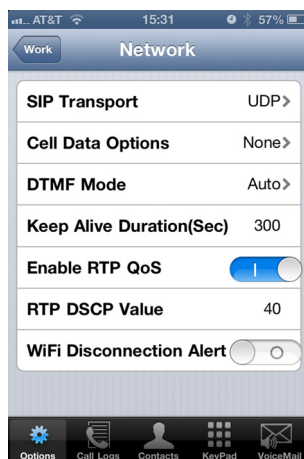 AT&T 15:31 57%
Work Network
SIP Transport UDP>
Cell Data Options None>
DTMF Mode Auto>
Keep Alive Duration(Sec) 300
Enable RTP QoS
RTP DSCP Value 40
WiFi Disconnection Alert
Options Call Logs Contacts KeyPad VoiceMail